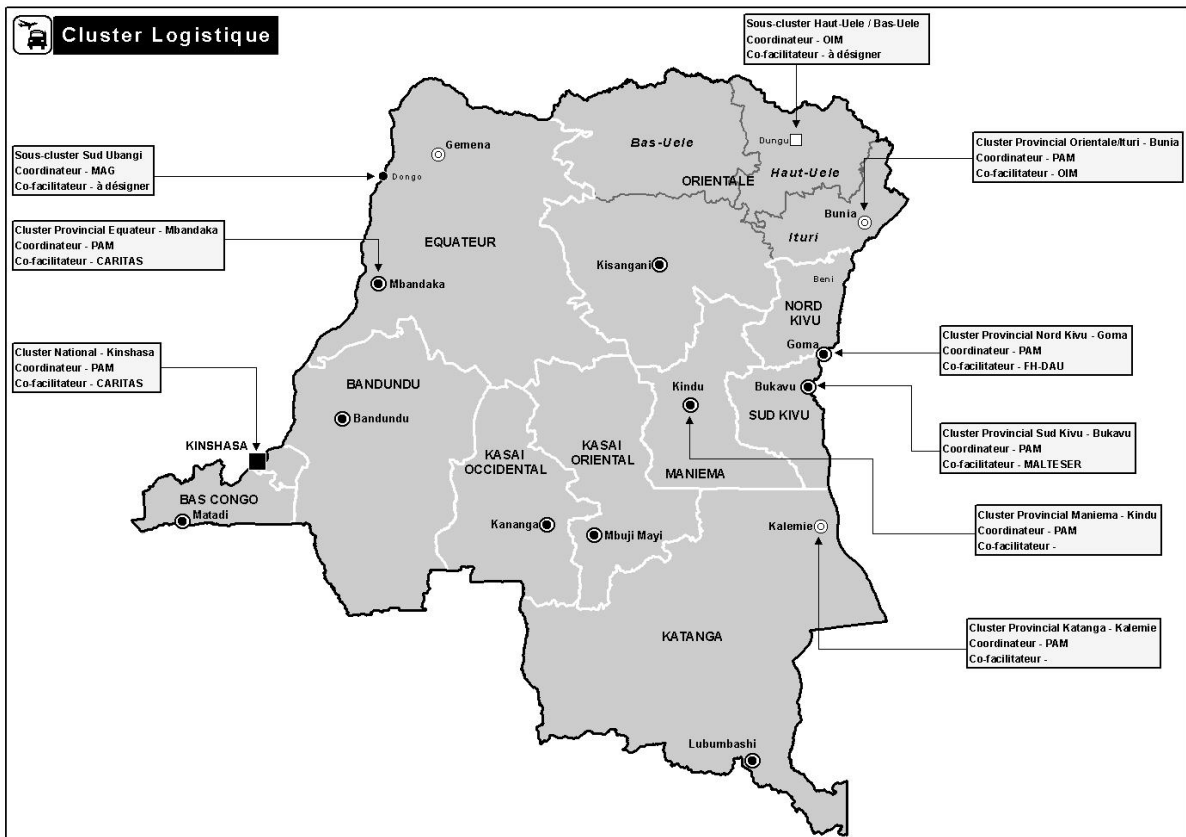 Cluster Logistique
Sous-cluster Haut-Uele / Bas-Uele
Coordinateur - OIM
Co-facilitateur - à désigner
Sous-cluster Sud Ubangi
Coordinateur - MAG
Co-facilitateur - à désigner
Cluster Provincial Orientale/Ituri - Bunia
Coordinateur - PAM
Co-facilitateur - OIM
Cluster Provincial Equateur - Mbandaka
Coordinateur - PAM
Co-facilitateur - CARITAS
Cluster National - Kinshasa
Coordinateur - PAM
Co-facilitateur - CARITAS
Cluster Provincial Nord Kivu - Goma
Coordinateur - PAM
Co-facilitateur - FH-DAU
Cluster Provincial Sud Kivu - Bukavu
Coordinateur - PAM
Co-facilitateur - MALTESER
Cluster Provincial Maniema - Kindu
Coordinateur - PAM
Co-facilitateur -
Cluster Provincial Katanga - Kalemie
Coordinateur - PAM
Co-facilitateur -
Gemena
Dongo
Bas-Uele
Dungu
Haut-Uele
ORIENTALE
Bunia
Ituri
EQUATEUR
Kisangani
Mbandaka
Beni
NORD
KIVU
Goma
BANDUNDU
Bandundu
Kindu
Bukavu
SUD KIVU
KINSHASA
KASAI
OCCIDENTAL
KASAI
ORIENTAL
MANIEMA
BAS CONGO
Matadi
Kananga
Mbuji Mayi
Kalemie
KATANGA
Lubumbashi